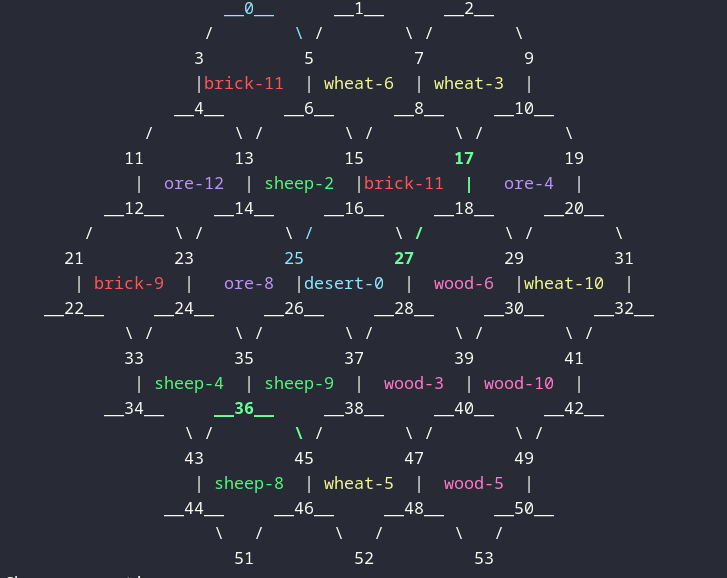 __0__ __1__ __2__
/ \ / \ / \
3 5 7 9
|brick-11 | wheat-6 | wheat-3 |
__4__ __6__ __8__ __10__
/ \ / \ / \ / \
11 13 15 17 19
| ore-12 | sheep-2 |brick-11 | ore-4 |
__12__ __14__ __16__ __18__ __20__
/ \ / \ / \ / \ / \
21 23 25 27 29 31
| brick-9 | ore-8 |desert-0 | wood-6 |wheat-10 |
__22__ __24__ __26__ __28__ __30__ __32__
\ / \ / \ / \ / \ /
33 35 37 39 41
| sheep-4 | sheep-9 | wood-3 | wood-10 |
__34__ __36__ __38__ __40__ __42__
\ / \ / \ / \ /
43 45 47 49
| sheep-8 | wheat-5 | wood-5 |
__44__ __46__ __48__ __50__
\ / \ / \ /
51 52 53